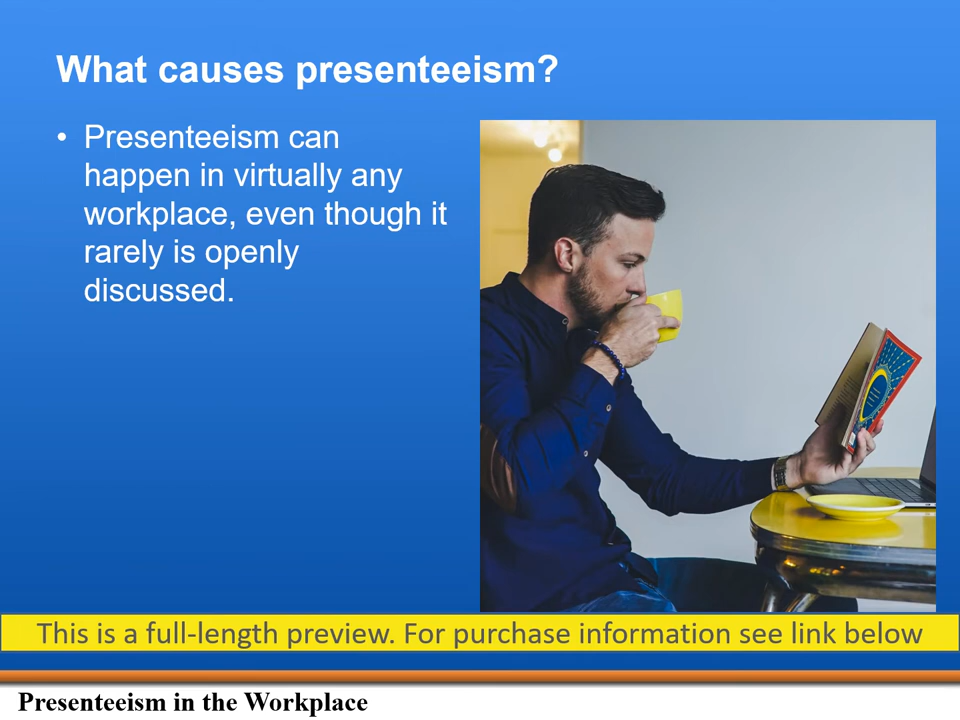 What causes presenteeism?
• Presenteeism can
happen in virtually any
workplace, even though it
rarely is openly
discussed.
This is a full-length preview. For purchase information see link below
Presenteeism in the Workplace